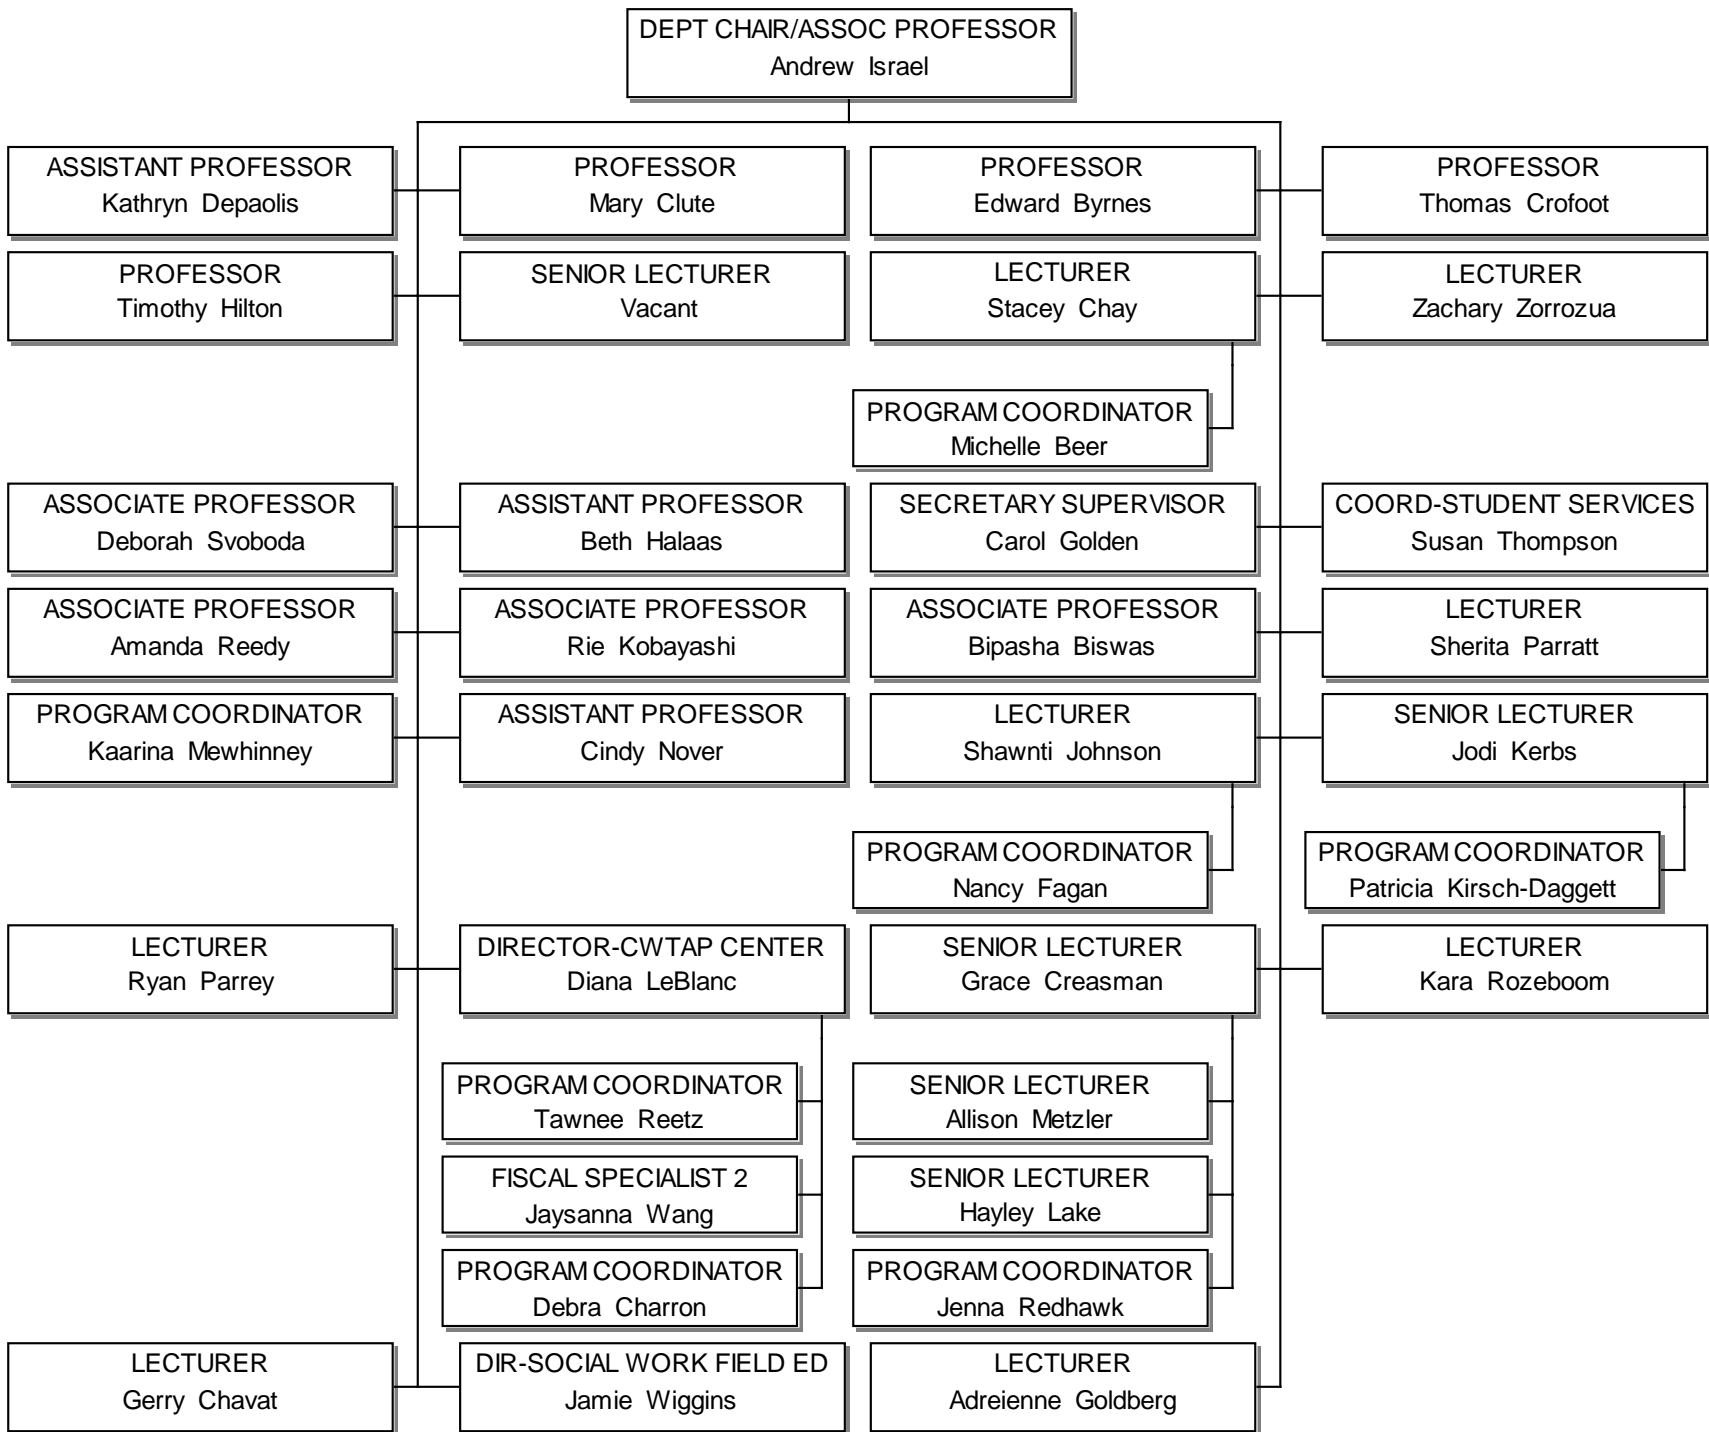 DEPT CHAIR/ASSOC PROFESSOR
Andrew Israel
ASSISTANT PROFESSOR
Kathryn Depaolis
PROFESSOR
Mary Clute
PROFESSOR
Edward Byrnes
PROFESSOR
Thomas Crofoot
PROFESSOR
Timothy Hilton
SENIOR LECTURER
Vacant
LECTURER
Stacey Chay
LECTURER
Zachary Zorrozua
PROGRAM COORDINATOR
Michelle Beer
ASSOCIATE PROFESSOR
Deborah Svoboda
ASSISTANT PROFESSOR
Beth Halaas
SECRETARY SUPERVISOR
Carol Golden
COORD-STUDENT SERVICES
Susan Thompson
ASSOCIATE PROFESSOR
Amanda Reedy
ASSOCIATE PROFESSOR
Rie Kobayashi
ASSOCIATE PROFESSOR
Bipasha Biswas
LECTURER
Sherita Parratt
PROGRAM COORDINATOR
Kaarina Mewhinney
ASSISTANT PROFESSOR
Cindy Nover
LECTURER
Shawnti Johnson
SENIOR LECTURER
Jodi Kerbs
PROGRAM COORDINATOR
Nancy Fagan
PROGRAM COORDINATOR
Patricia Kirsch-Daggett
LECTURER
Ryan Parrey
DIRECTOR-CWTAP CENTER
Diana LeBlanc
SENIOR LECTURER
Grace Creasman
LECTURER
Kara Rozeboom
PROGRAM COORDINATOR
Tawnee Reetz
SENIOR LECTURER
Allison Metzler
FISCAL SPECIALIST 2
Jaysanna Wang
SENIOR LECTURER
Hayley Lake
PROGRAM COORDINATOR
Debra Charron
PROGRAM COORDINATOR
Jenna Redhawk
LECTURER
Gerry Chavat
DIR-SOCIAL WORK FIELD ED
Jamie Wiggins
LECTURER
Adreienne Goldberg